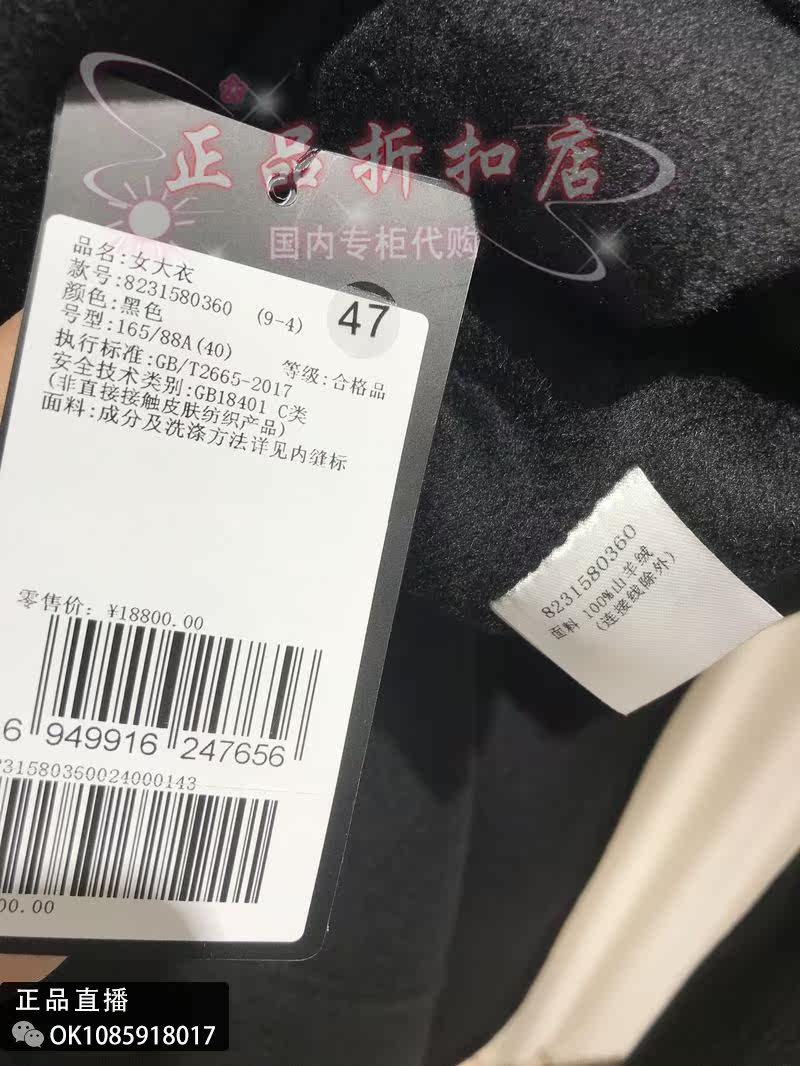 正品折扣店
国内专柜代购
品名:女大衣
款号:8231580360 (9-4)
47
颜色:黑色
号型:165/88A(40)
等级:合格品
执行标准:GB/T2665-2017
安全技术类别:GB18401 C类
(非直接接触皮肤纺织产品)
面料:成分及洗涤方法详见内缝标
零售价: ¥18800.00
6 949916 247656
231580360024000143
00.00
8231580360
面料 100%山羊绒
(连接线除外)
正品直播
OK1085918017